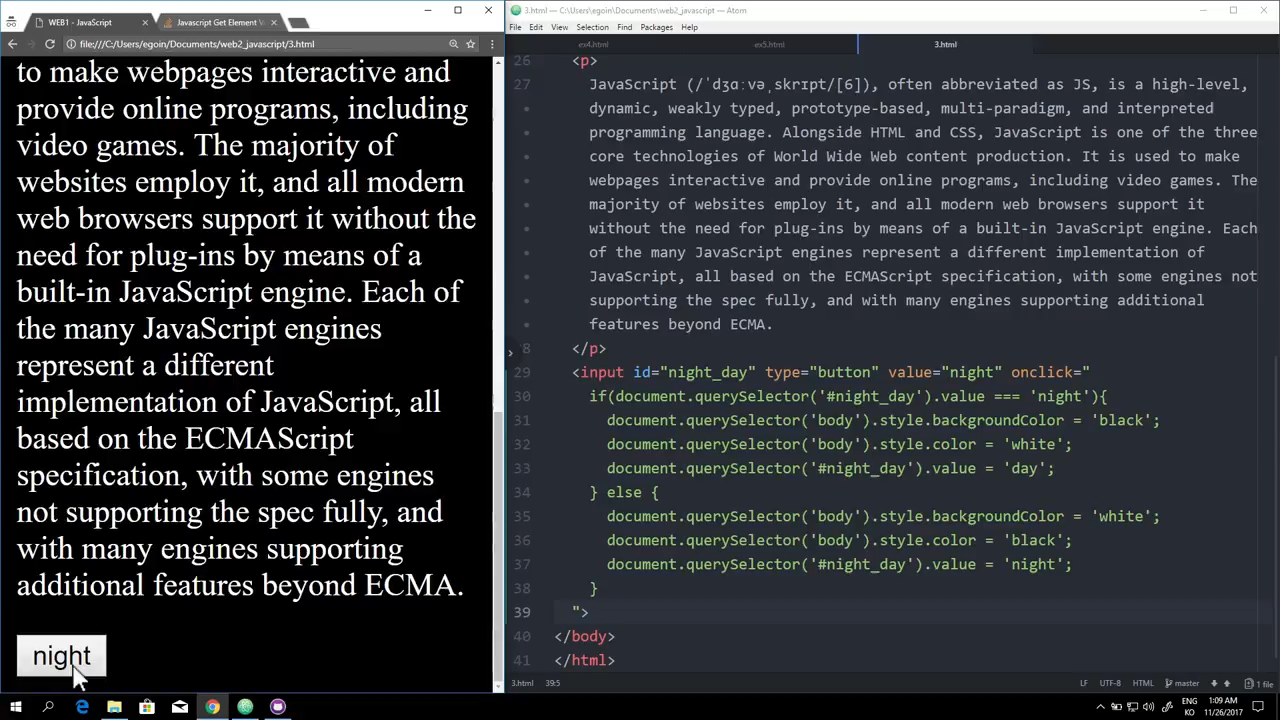 WEB1 - JavaScript
Javascript Get Element V
file:///C:/Users/egoin/Documents/web2_javascript/3.html
to make webpages interactive and
provide online programs, including
video games. The majority of
websites employ it, and all modern
web browsers support it without the
need for plug-ins by means of a
built-in JavaScript engine. Each of
the many JavaScript engines
represent a different
implementation of JavaScript, all
based on the ECMAScript
specification, with some engines
not supporting the spec fully, and
with many engines supporting
additional features beyond ECMA.
night
3.html — C:\Users\egoin\Documents\web2_javascript — Atom
File Edit View Selection Find Packages Help
ex4.html ex5.html 3.html
26 <p>
27 JavaScript (/ˈdʒɑːvəˌskrɪpt/[6]), often abbreviated as JS, is a high-level,
• dynamic, weakly typed, prototype-based, multi-paradigm, and interpreted
• programming language. Alongside HTML and CSS, JavaScript is one of the three
• core technologies of World Wide Web content production. It is used to make
• webpages interactive and provide online programs, including video games. The
• majority of websites employ it, and all modern web browsers support it
• without the need for plug-ins by means of a built-in JavaScript engine. Each
• of the many JavaScript engines represent a different implementation of
• JavaScript, all based on the ECMAScript specification, with some engines not
• supporting the spec fully, and with many engines supporting additional
• features beyond ECMA.
8 </p>
29 <input id="night_day" type="button" value="night" onclick="
30 if(document.querySelector('#night_day').value === 'night'){
31 document.querySelector('body').style.backgroundColor = 'black';
32 document.querySelector('body').style.color = 'white';
33 document.querySelector('#night_day').value = 'day';
34 } else {
35 document.querySelector('body').style.backgroundColor = 'white';
36 document.querySelector('body').style.color = 'black';
37 document.querySelector('#night_day').value = 'night';
38 }
39 ">
40 </body>
41 </html>
3.html 39:5 LF UTF-8 HTML master 1 file
ENG
KO
1:09 AM
11/26/2017